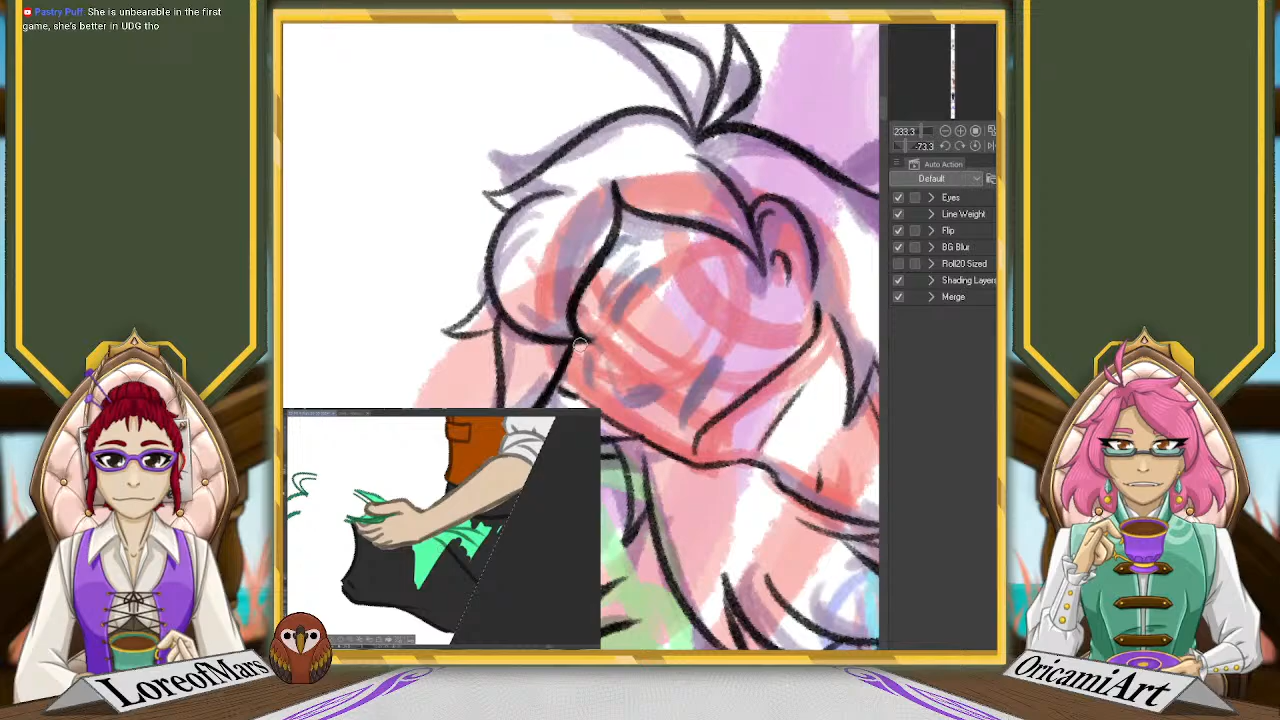 Pastry Puff She is unbearable in the first
game, she's better in UDG tho
233.3
-73.3
Auto Action
Default
Eyes
Line Weight
Flip
BG Blur
Roll20 Sized
Shading Layers
Merge
LoreofMars
OricamiArt